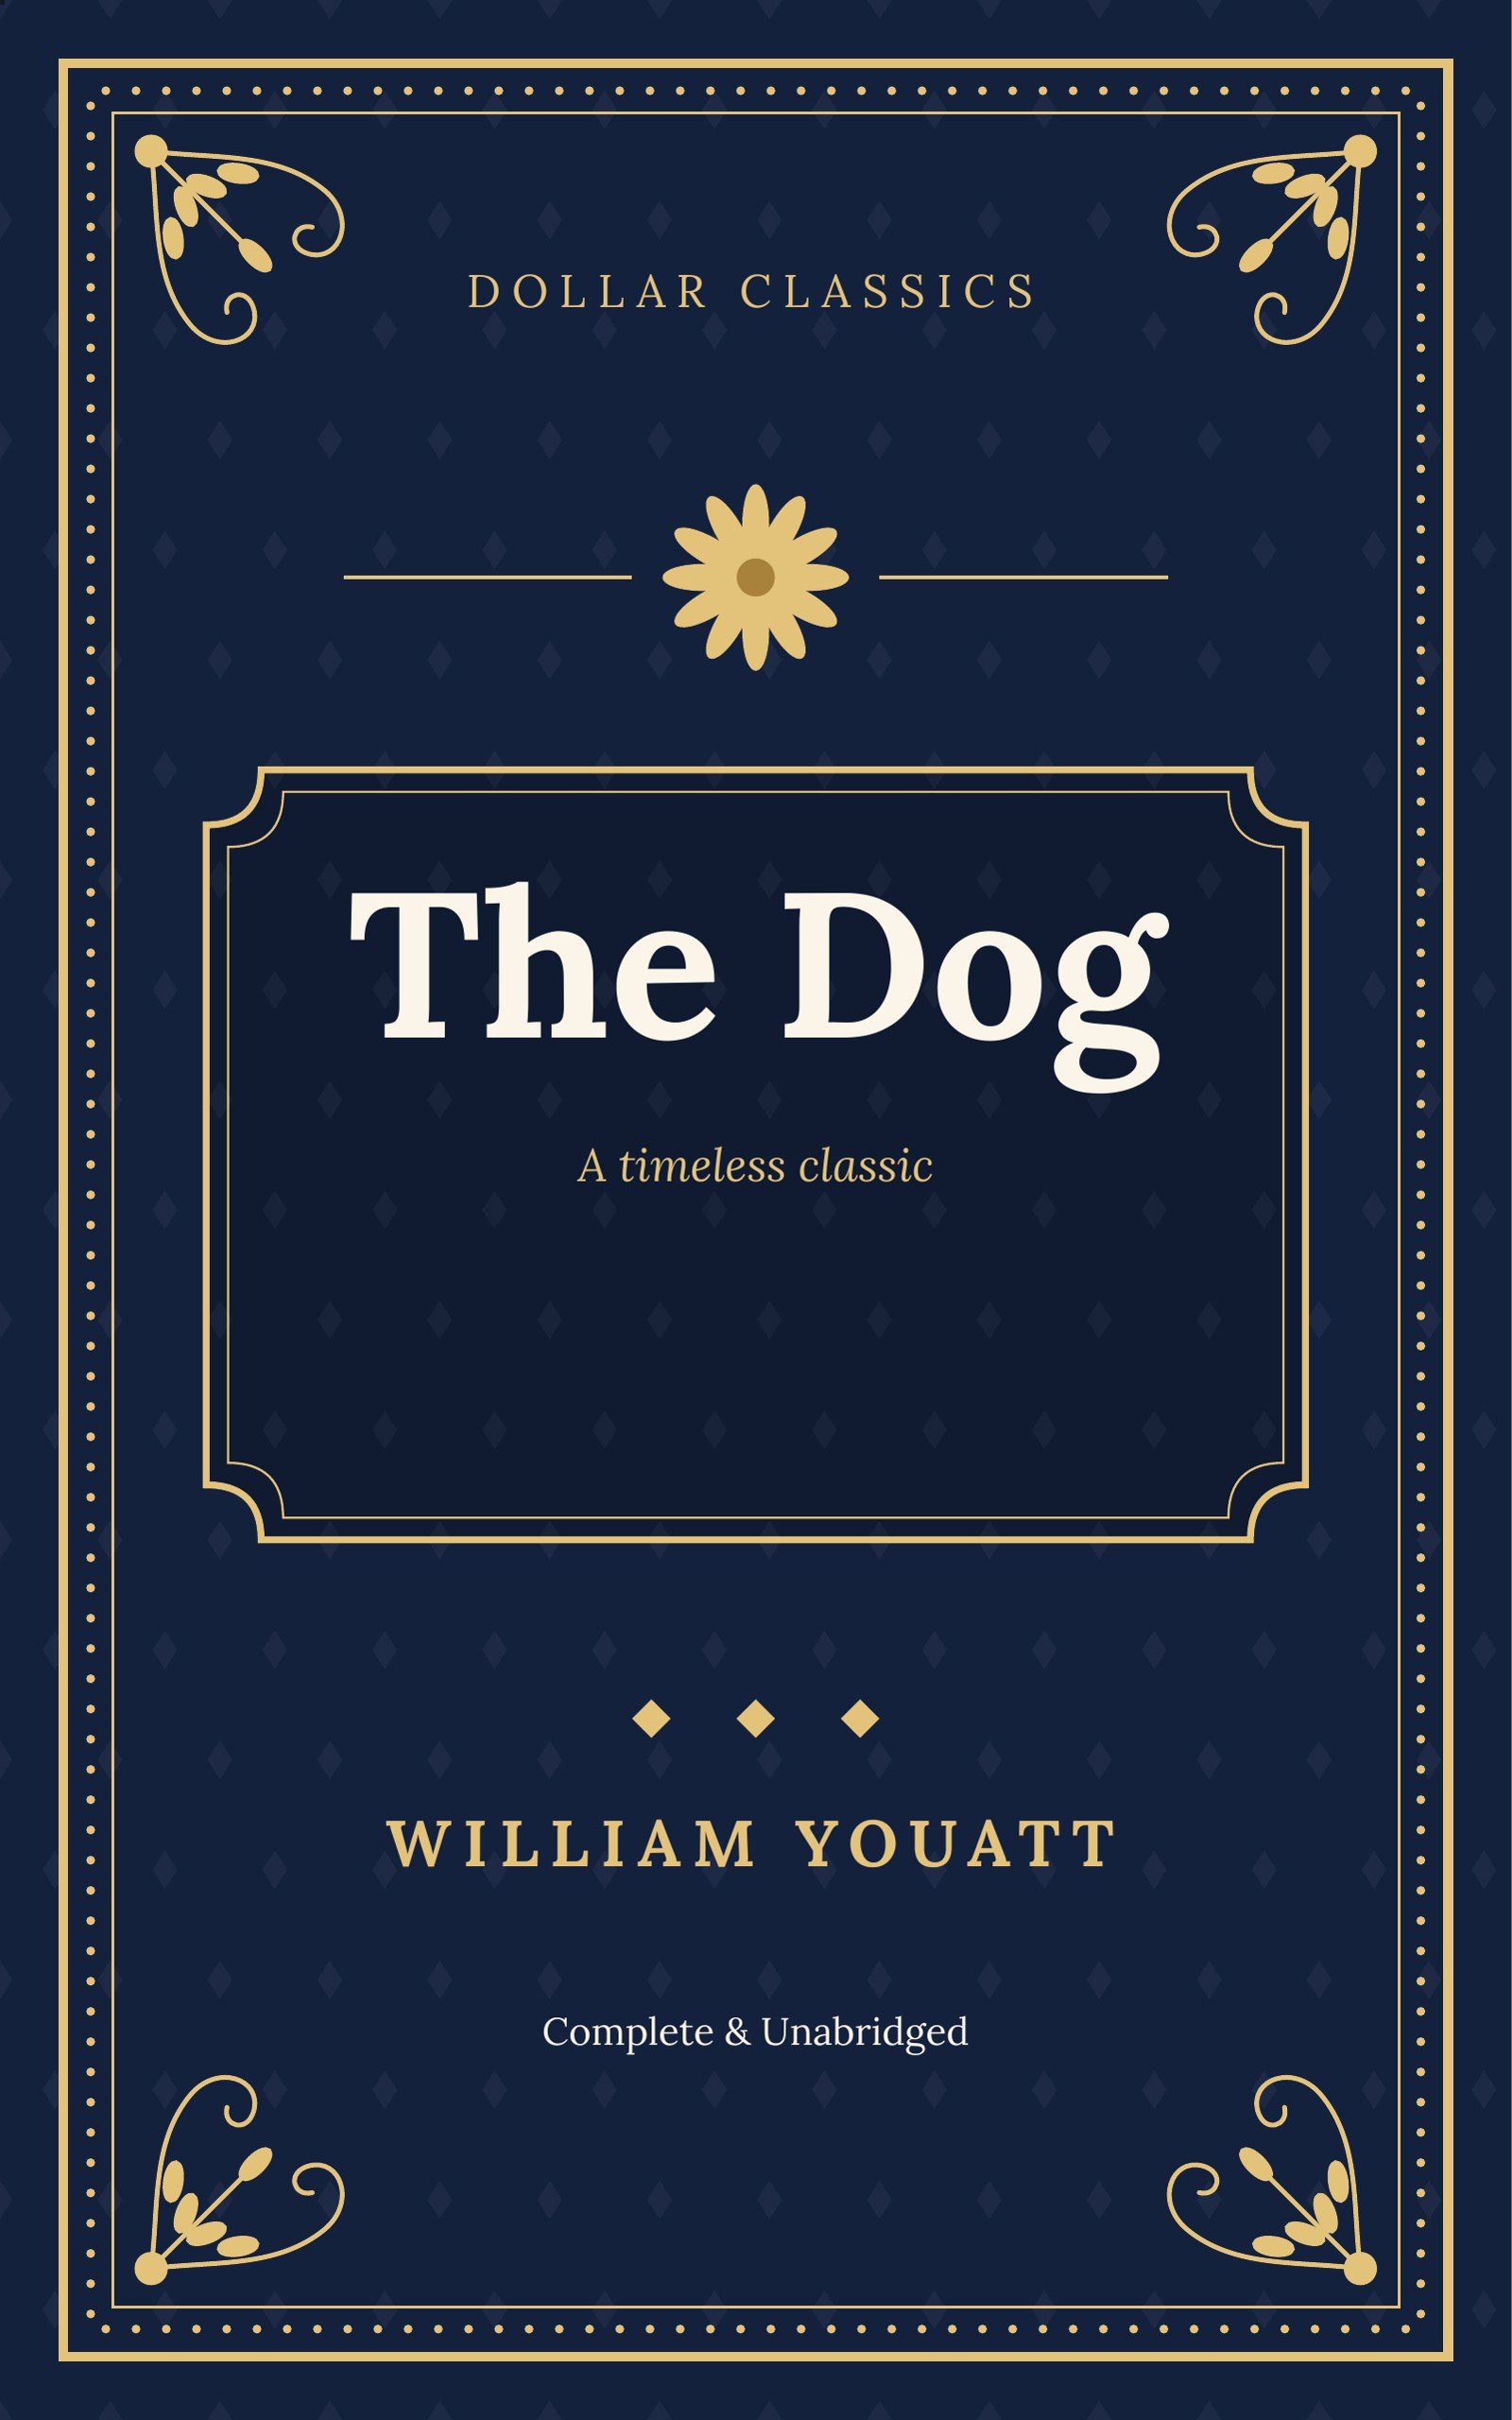 DOLLAR CLASSICS
The Dog
A timeless classic
WILLIAM YOUATT
Complete & Unabridged